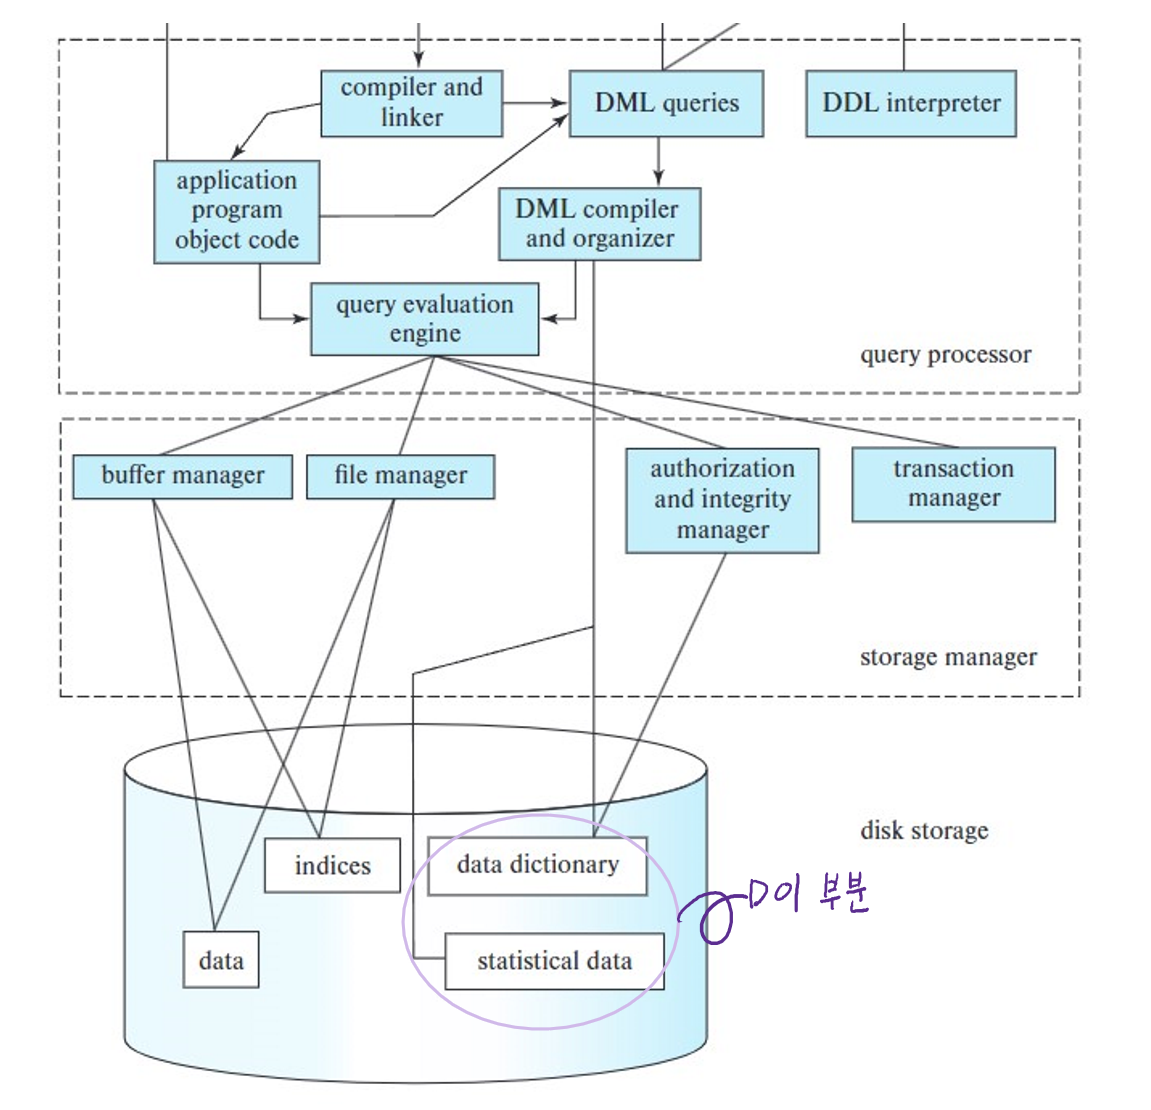 compiler and
linker
DML queries
DDL interpreter
application
program
object code
DML compiler
and organizer
query evaluation
engine
query processor
buffer manager
file manager
authorization
and integrity
manager
transaction
manager
storage manager
disk storage
indices
data dictionary
이 부분
data
statistical data